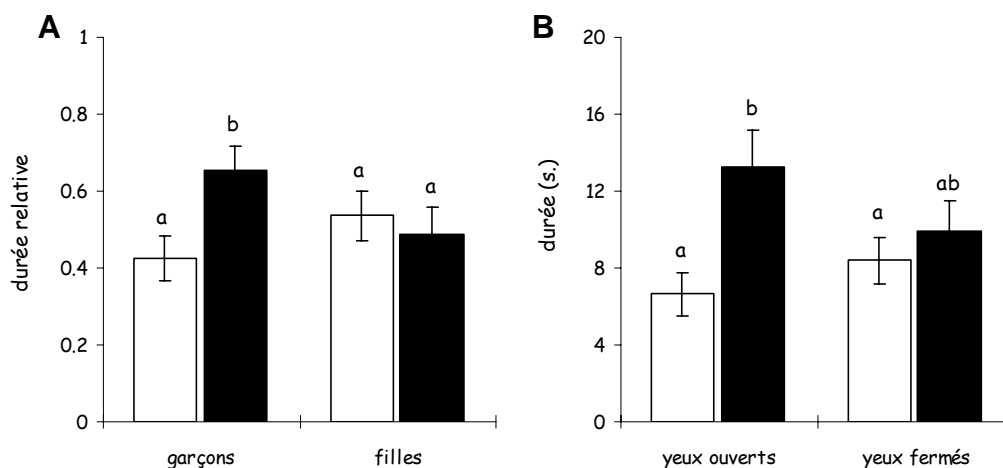 A
durée relative
1
0.8
0.6
0.4
0.2
0
a
b
a
a
garçons
filles
B
durée (s.)
20
16
12
8
4
0
a
b
a
ab
yeux ouverts
yeux fermés